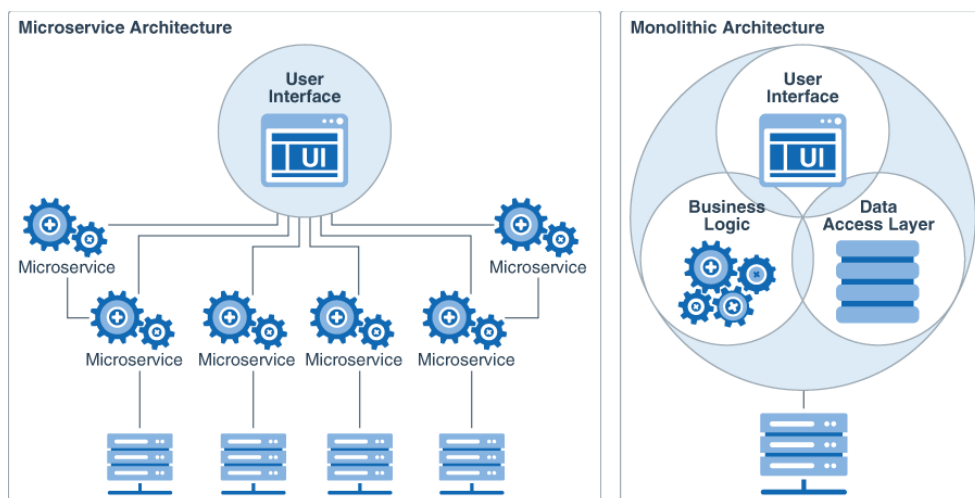 Microservice Architecture
User
Interface
UI
Microservice
Microservice
Microservice
Microservice
Microservice
Microservice
Monolithic Architecture
User
Interface
UI
Business
Logic
Data
Access Layer